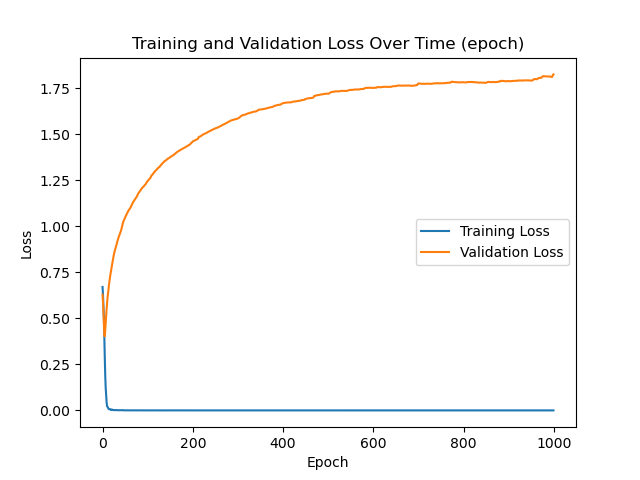 Training and Validation Loss Over Time (epoch)
1.75
1.50
1.25
1.00
0.75
0.50
0.25
0.00
Loss
Training Loss
Validation Loss
0 200 400 600 800 1000
Epoch